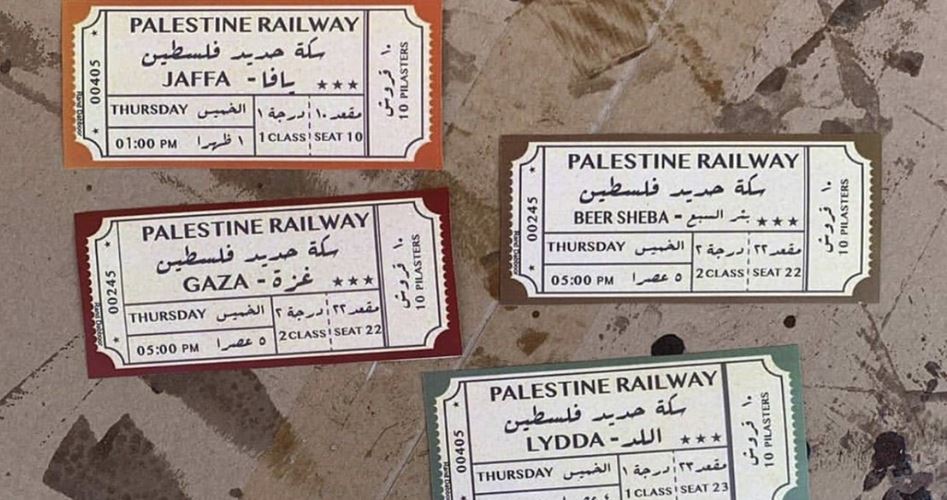 PALESTINE RAILWAY
سكة حديد فلسطين
JAFFA - يافا
THURSDAY الخميس
درجة ١
مقعد ١٠
01:00 PM ١ ظهرا
1 CLASS
SEAT 10
00405
١٠ قروش
10 PILASTERS
PALESTINE RAILWAY
سكة حديد فلسطين
BEER SHEBA - بئر السبع
THURSDAY الخميس
درجة ٢
مقعد ٢٢
05:00 PM ٥ عصرا
2 CLASS
SEAT 22
00245
١٠ قروش
10 PILASTERS
PALESTINE RAILWAY
سكة حديد فلسطين
GAZA - غزة
THURSDAY الخميس
درجة ٢
مقعد ٢٢
05:00 PM ٥ عصرا
2 CLASS
SEAT 22
00245
١٠ قروش
10 PILASTERS
PALESTINE RAILWAY
سكة حديد فلسطين
LYDDA - اللد
THURSDAY الخميس
درجة ١
مقعد ٢٣
1 CLASS
SEAT 23
00405
١٠ قروش
10 PILASTERS